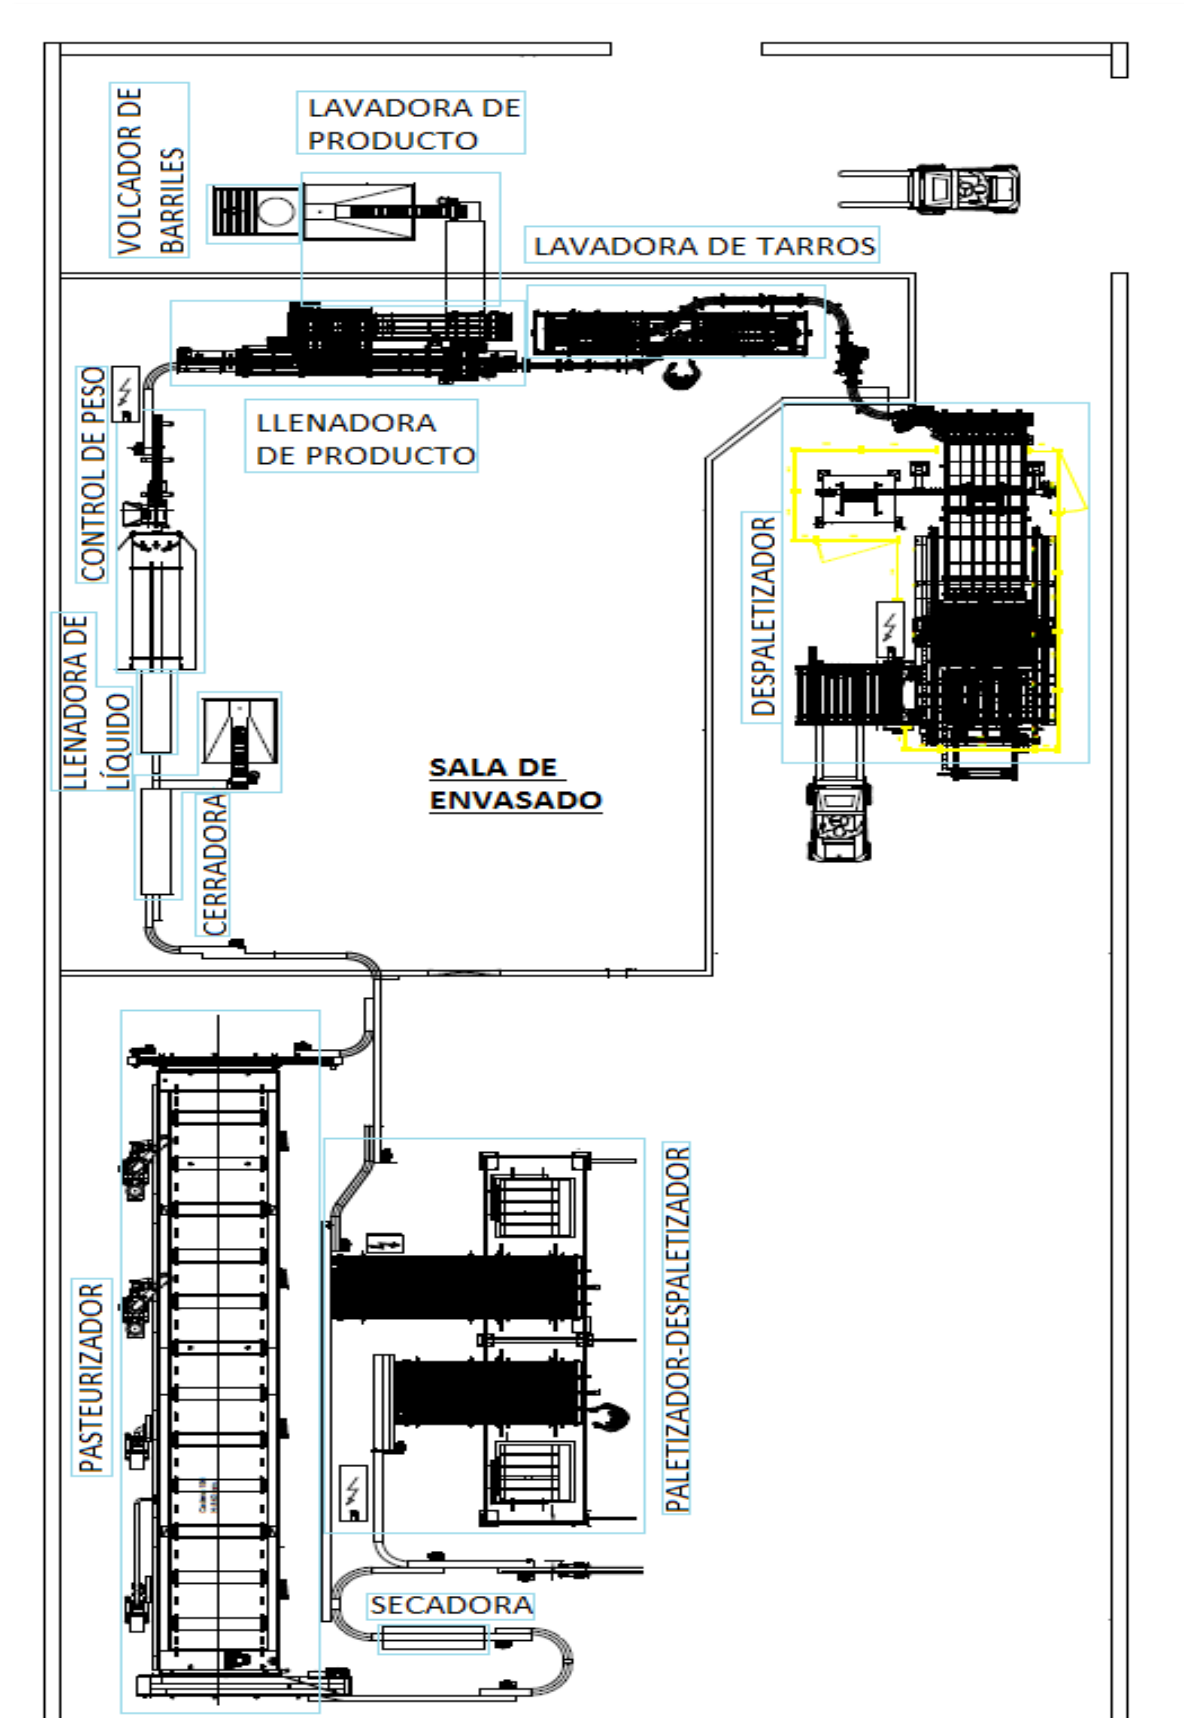 VOLCADOR DE
BARRILES
LAVADORA DE
PRODUCTO
LAVADORA DE TARROS
CONTROL DE PESO
LLENADORA
DE PRODUCTO
DESPALETIZADOR
LLENADORA DE
LÍQUIDO
CERRADORA
SALA DE
ENVASADO
PASTEURIZADOR
PALETIZADOR-DESPALETIZADOR
SECADORA